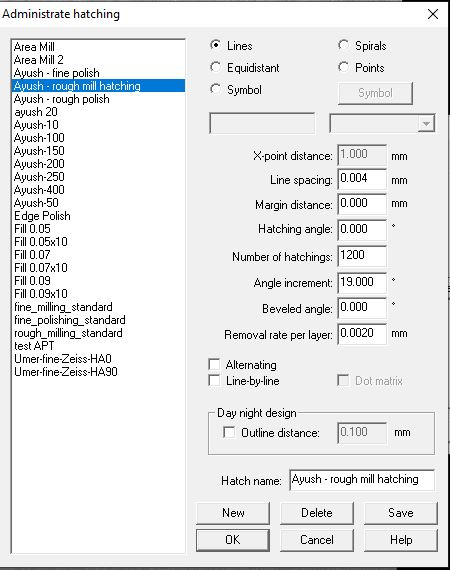 Administrate hatching
Area Mill
Area Mill 2
Ayush - fine polish
Ayush - rough mill hatching
Ayush - rough polish
ayush 20
Ayush-10
Ayush-100
Ayush-150
Ayush-200
Ayush-250
Ayush-400
Ayush-50
Edge Polish
Fill 0.05
Fill 0.05x10
Fill 0.07
Fill 0.07x10
Fill 0.09
Fill 0.09x10
fine_milling_standard
fine_polishing_standard
rough_milling_standard
test APT
Umer-fine-Zeiss-HA0
Umer-fine-Zeiss-HA90
Lines Spirals
Equidistant Points
Symbol Symbol
X-point distance: 1.000 mm
Line spacing: 0.004 mm
Margin distance: 0.000 mm
Hatching angle: 0.000 °
Number of hatchings: 1200
Angle increment: 19.000 °
Beveled angle: 0.000 °
Removal rate per layer: 0.0020 mm
Alternating
Line-by-line Dot matrix
Day night design
Outline distance: 0.100 mm
Hatch name: Ayush - rough mill hatching
New Delete Save
OK Cancel Help